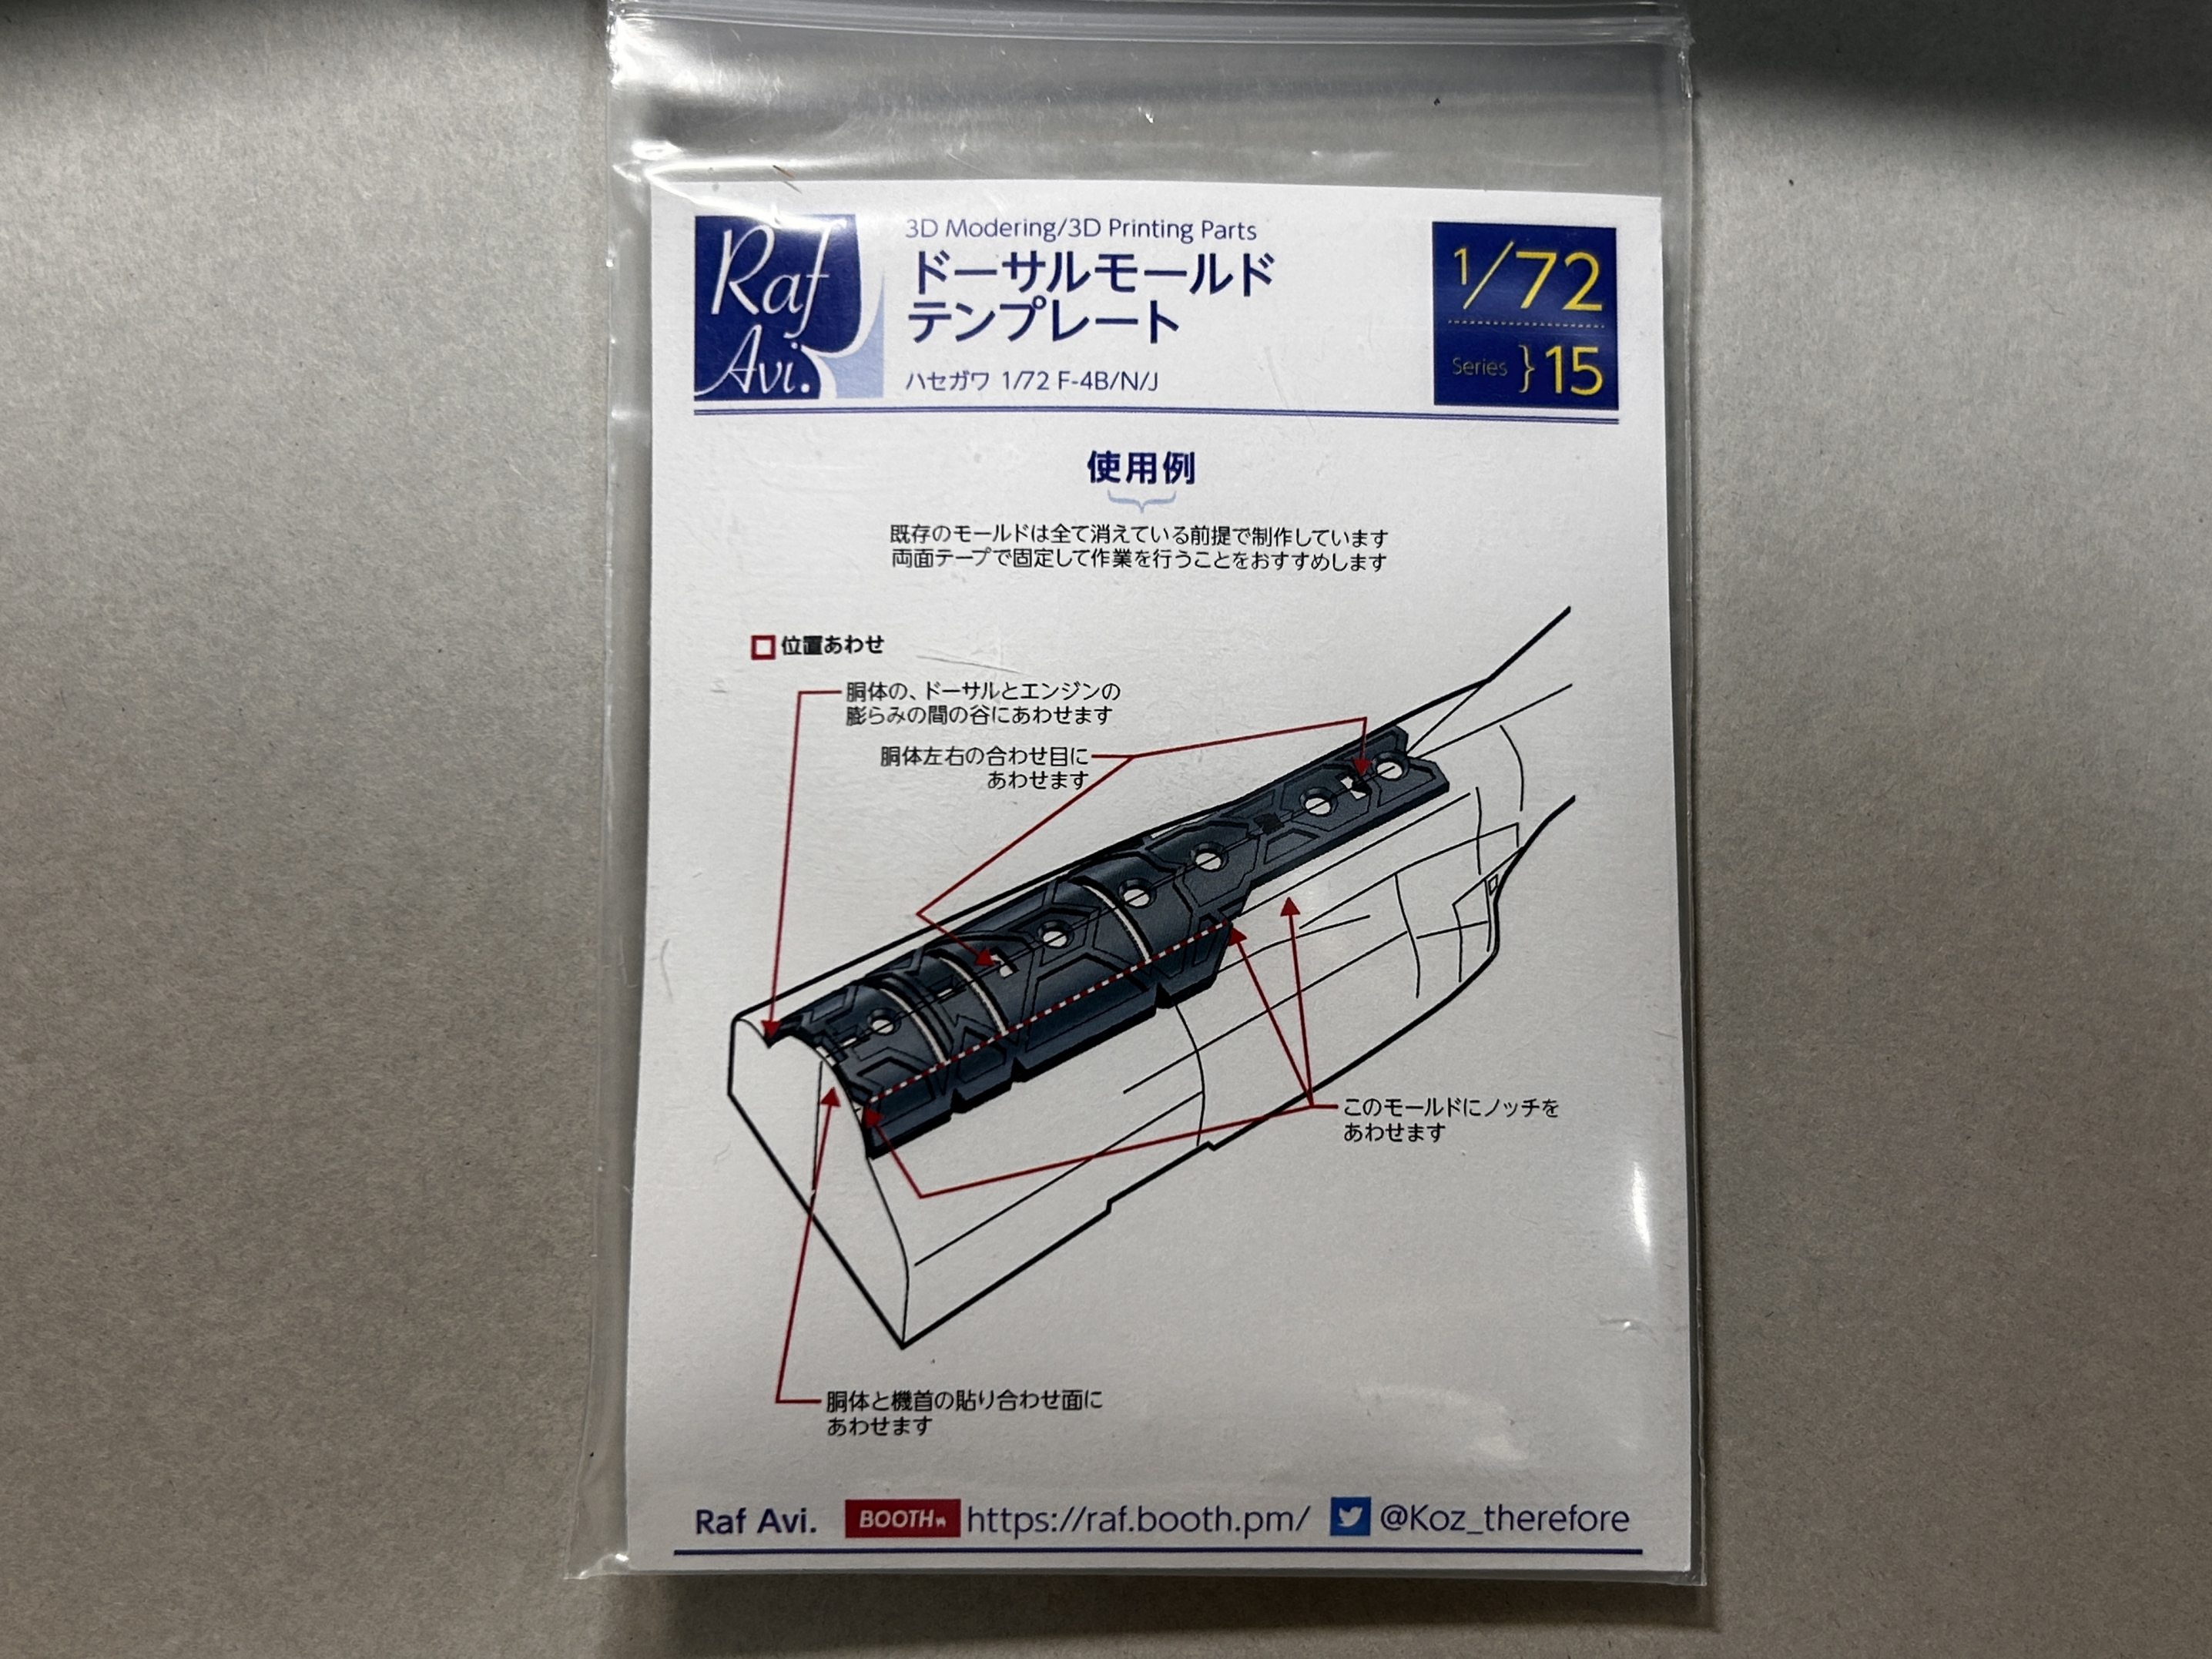 Raf
Avi.
3D Modering/3D Printing Parts
ドーサルモールド
テンプレート
ハセガワ 1/72 F-4B/N/J
1/72
Series } 15
使用例
既存のモールドは全て消えている前提で制作しています
両面テープで固定して作業を行うことをおすすめします
位置あわせ
胴体の、ドーサルとエンジンの
膨らみの間の谷にあわせます
胴体左右の合わせ目に
あわせます
このモールドにノッチを
あわせます
胴体と機首の貼り合わせ面に
あわせます
Raf Avi. BOOTH https://raf.booth.pm/ @Koz_therefore